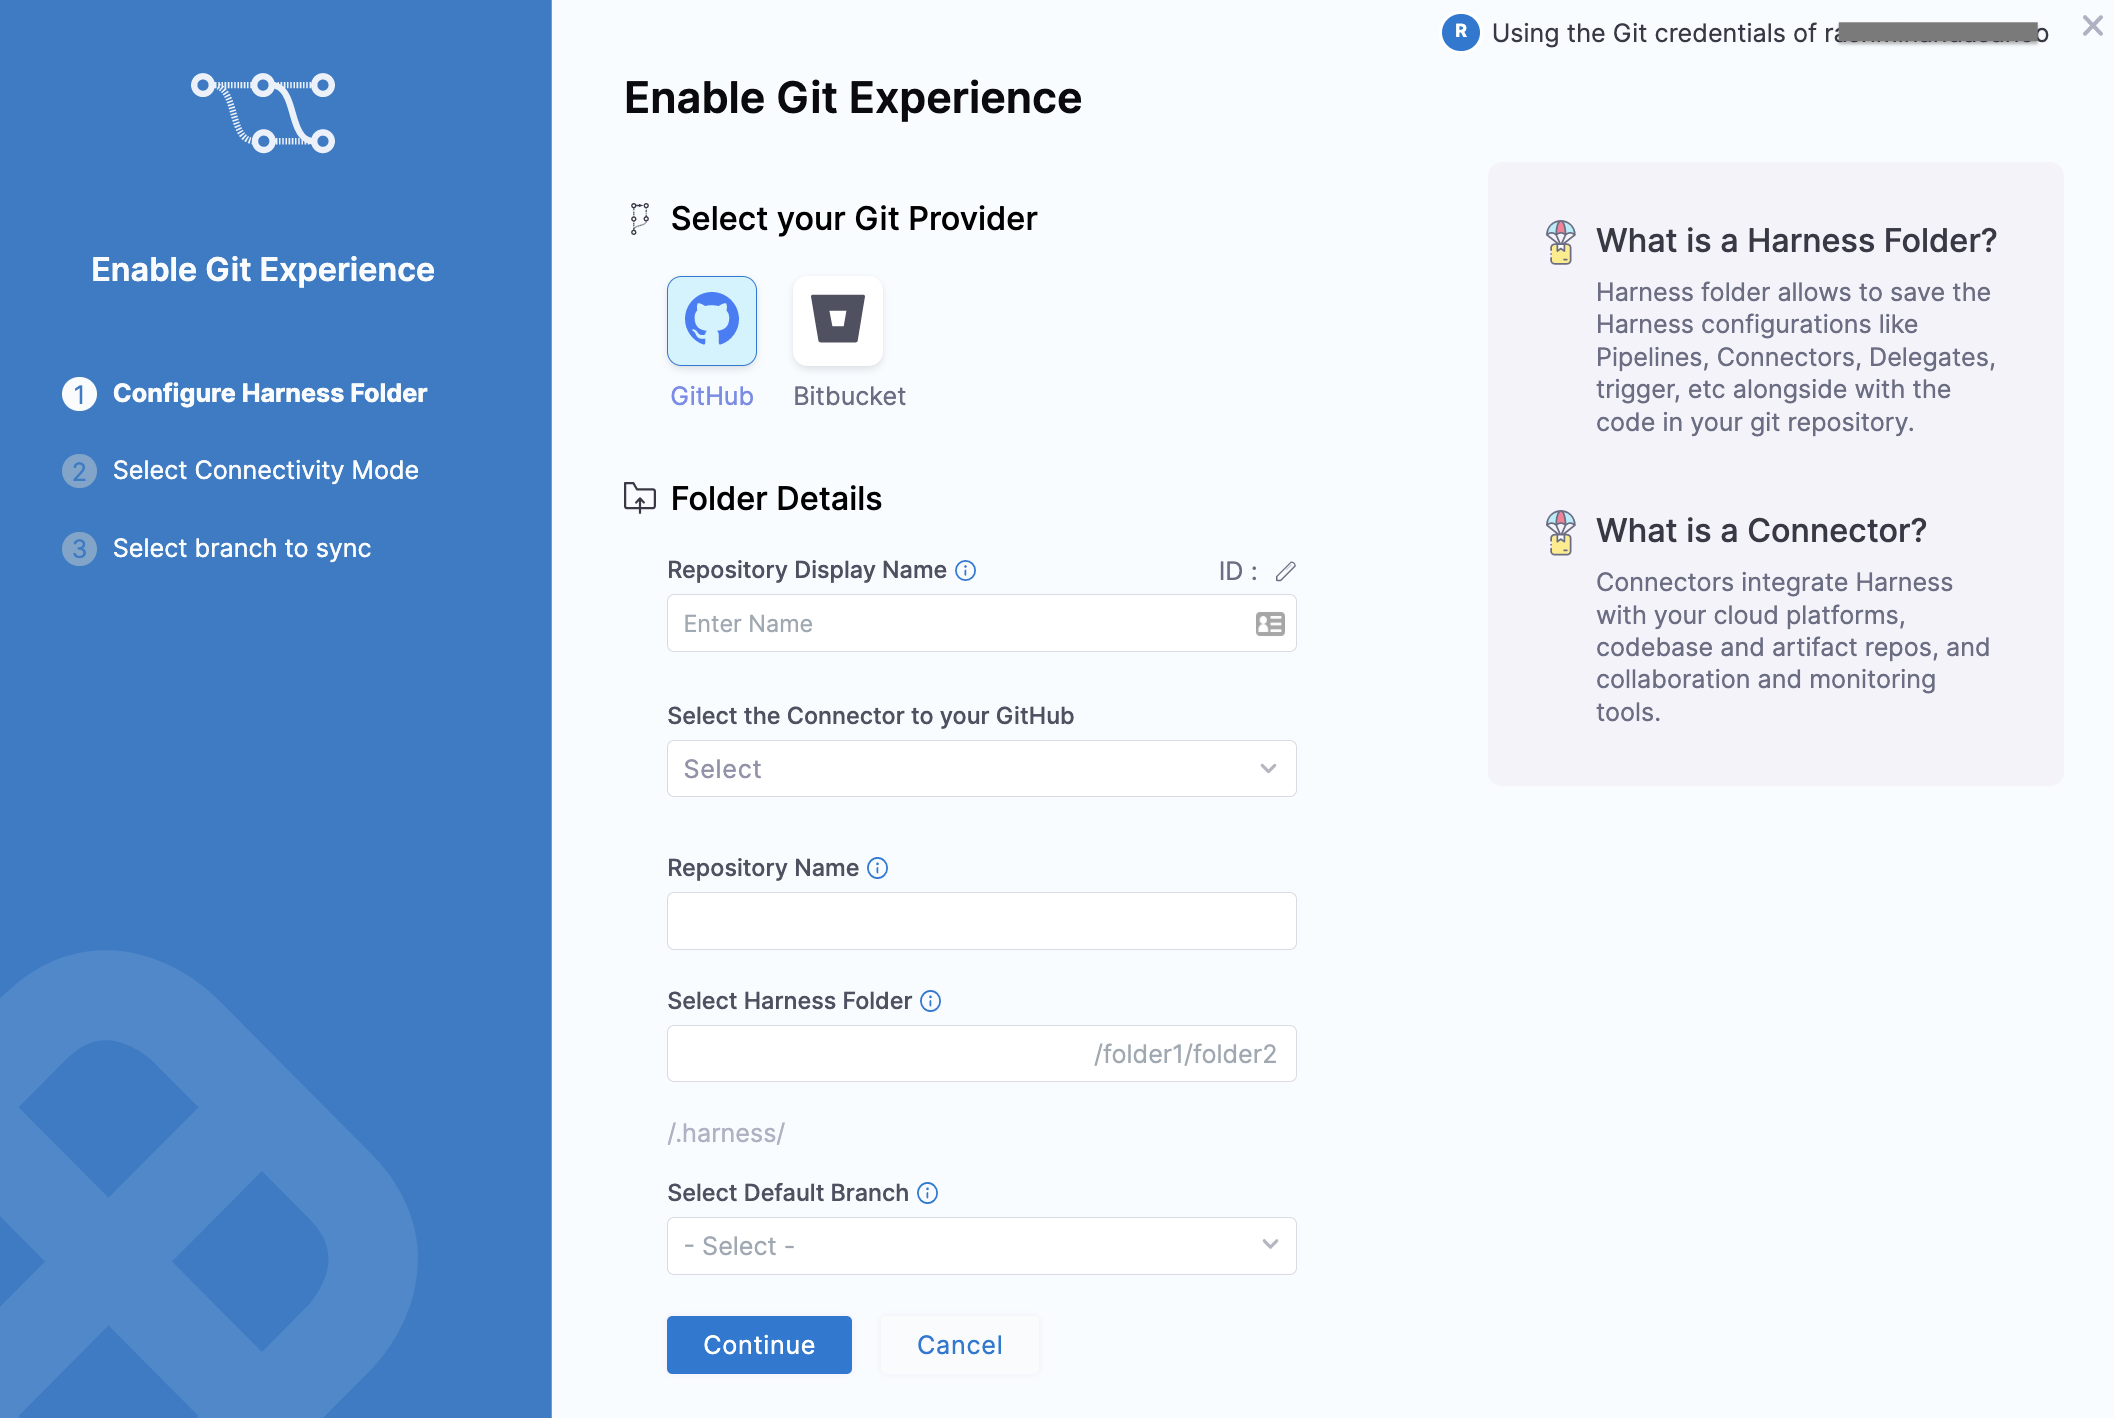 R Using the Git credentials of
Enable Git Experience
Enable Git Experience
1 Configure Harness Folder
2 Select Connectivity Mode
3 Select branch to sync
Select your Git Provider
GitHub Bitbucket
Folder Details
Repository Display Name ID :
Enter Name
Select the Connector to your GitHub
Select
Repository Name
Select Harness Folder
/folder1/folder2
/.harness/
Select Default Branch
- Select -
Continue Cancel
What is a Harness Folder?
Harness folder allows to save the
Harness configurations like
Pipelines, Connectors, Delegates,
trigger, etc alongside with the
code in your git repository.
What is a Connector?
Connectors integrate Harness
with your cloud platforms,
codebase and artifact repos, and
collaboration and monitoring
tools.